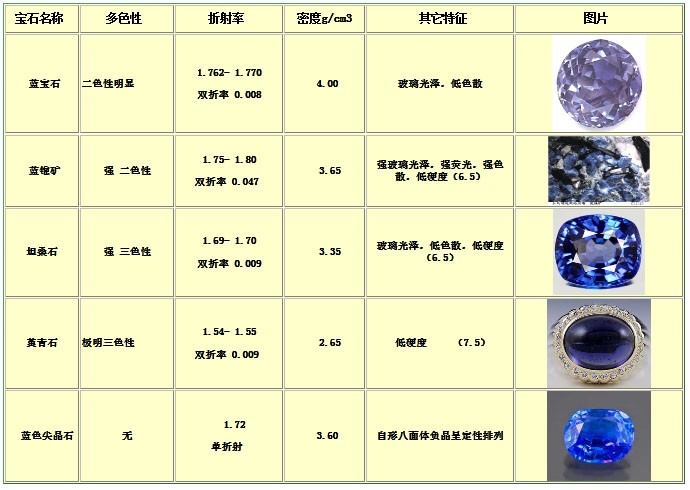 宝石名称 多色性 折射率 密度g/cm3 其它特征 图片
蓝宝石 二色性明显 1.762- 1.770 4.00 玻璃光泽。低色散
双折率 0.008
蓝锥矿 强 二色性 1.75- 1.80 3.65 强玻璃光泽。强荧光。强色
双折率 0.047 散。低硬度（6.5）
坦桑石 强 三色性 1.69- 1.70 3.35 玻璃光泽。低色散。低硬度
双折率 0.009 （6.5）
堇青石 极明三色性 1.54- 1.55 2.65 低硬度 （7.5）
双折率 0.009
蓝色尖晶石 无 1.72 3.60 自形八面体负晶呈定性排列
单折射